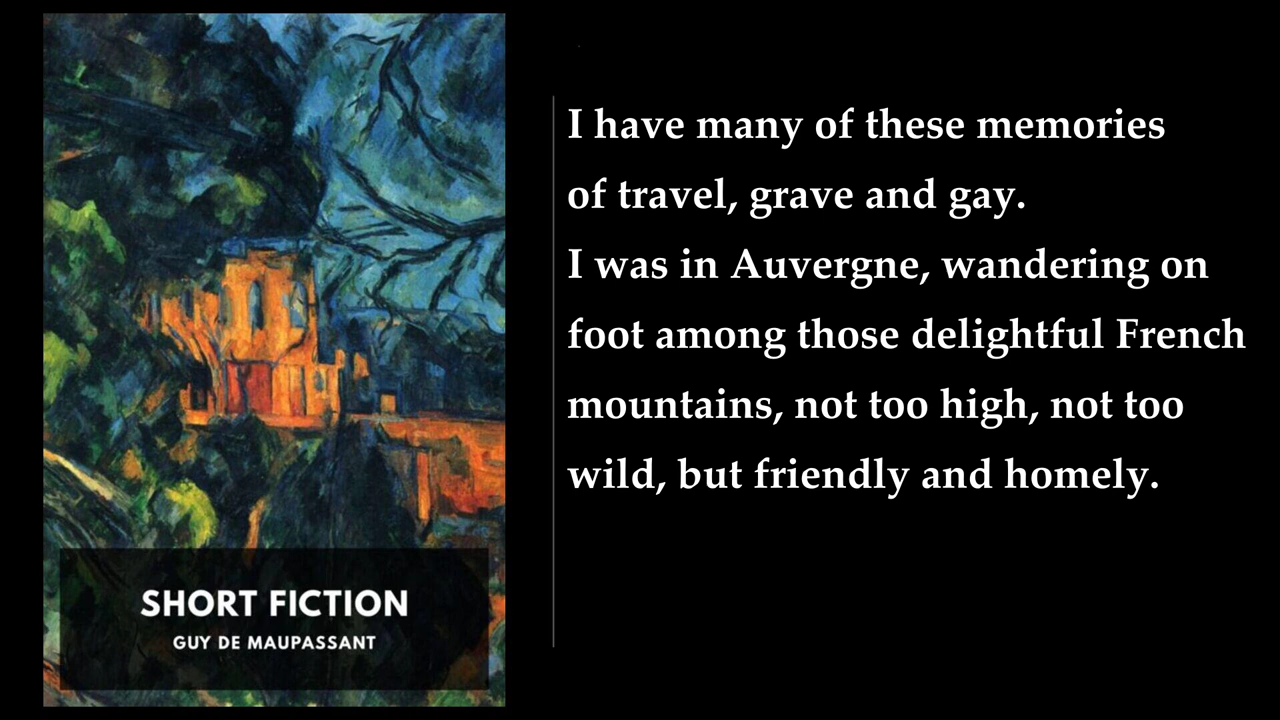 SHORT FICTION
GUY DE MAUPASSANT
I have many of these memories
of travel, grave and gay.
I was in Auvergne, wandering on
foot among those delightful French
mountains, not too high, not too
wild, but friendly and homely.